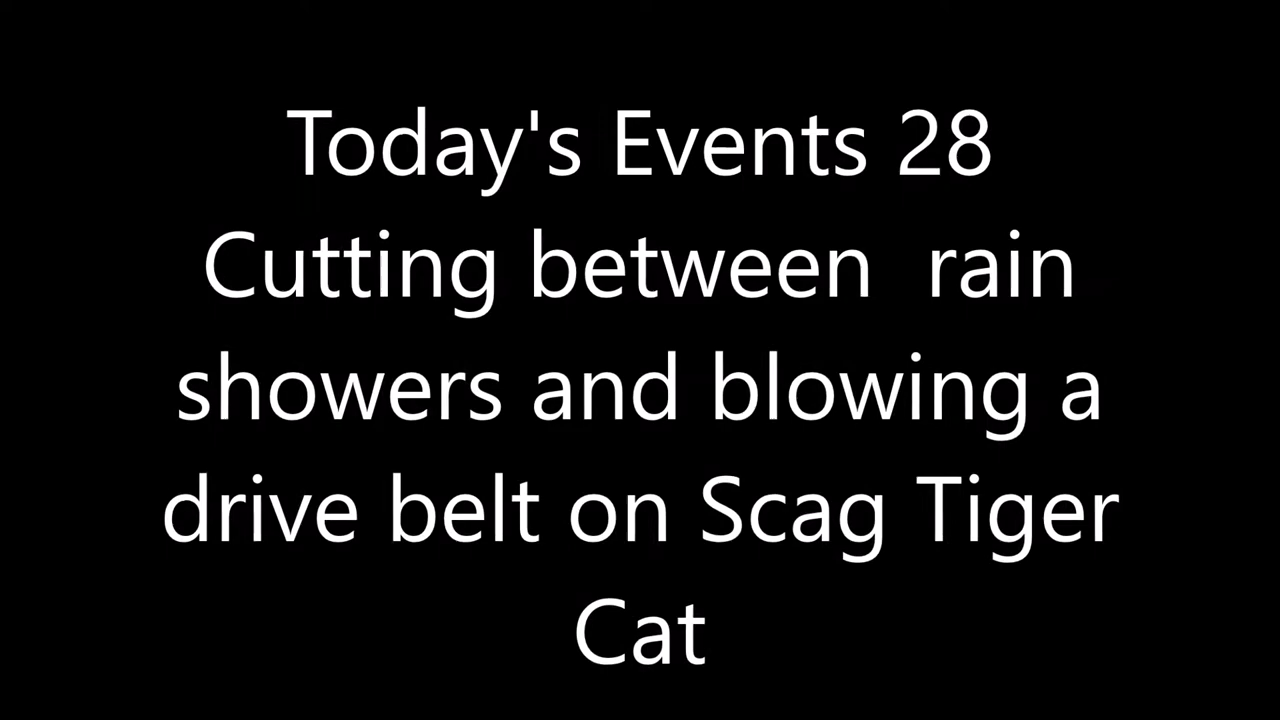 Today's Events 28
Cutting between  rain
showers and blowing a
drive belt on Scag Tiger
Cat